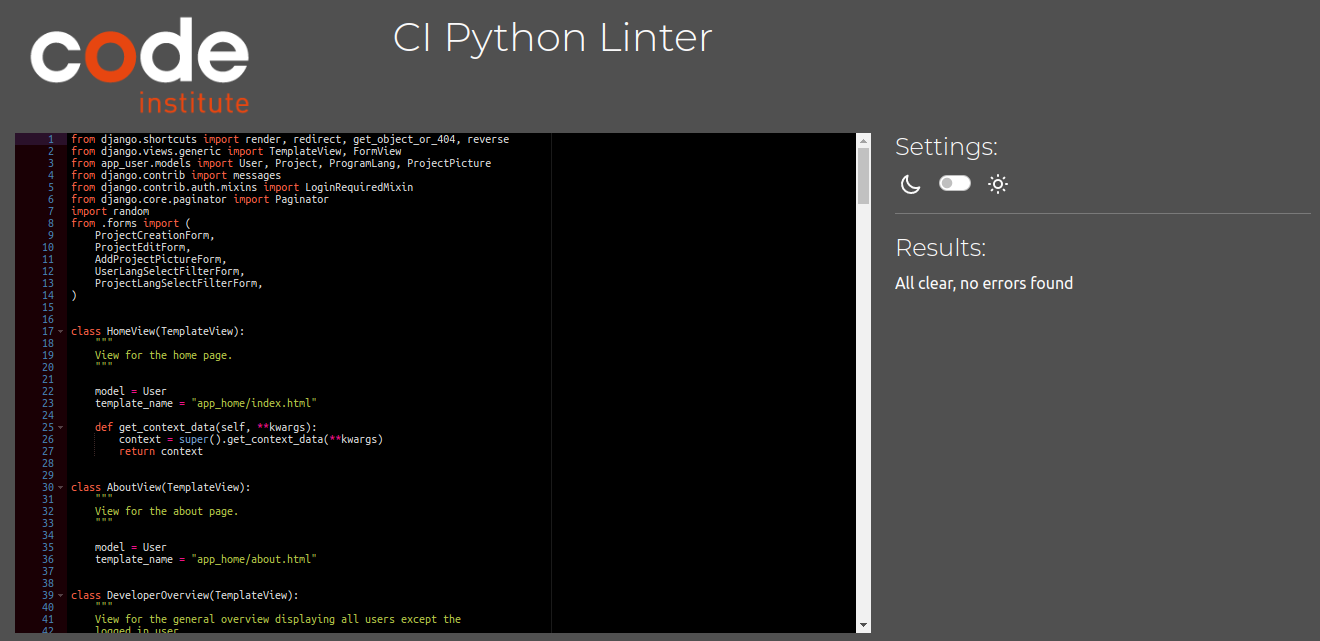 code
institute
CI Python Linter
1 from django.shortcuts import render, redirect, get_object_or_404, reverse
2 from django.views.generic import TemplateView, FormView
3 from app_user.models import User, Project, ProgramLang, ProjectPicture
4 from django.contrib import messages
5 from django.contrib.auth.mixins import LoginRequiredMixin
6 from django.core.paginator import Paginator
7 import random
8 from .forms import (
9     ProjectCreationForm,
10     ProjectEditForm,
11     AddProjectPictureForm,
12     UserLangSelectFilterForm,
13     ProjectLangSelectFilterForm,
14 )
15
16
17 class HomeView(TemplateView):
18     """
19     View for the home page.
20     """
21
22     model = User
23     template_name = "app_home/index.html"
24
25     def get_context_data(self, **kwargs):
26         context = super().get_context_data(**kwargs)
27         return context
28
29
30 class AboutView(TemplateView):
31     """
32     View for the about page.
33     """
34
35     model = User
36     template_name = "app_home/about.html"
37
38
39 class DeveloperOverview(TemplateView):
40     """
41     View for the general overview displaying all users except the
42     logged in user
Settings:
Results:
All clear, no errors found